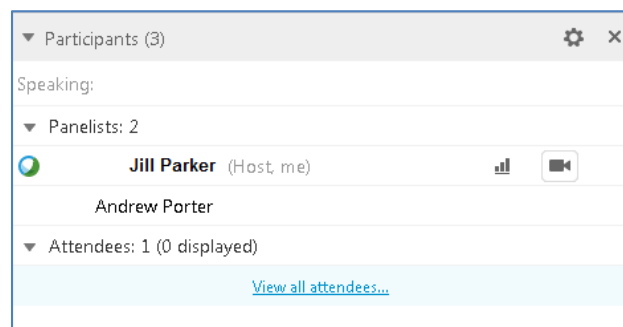 Participants (3)
Speaking:
Panelists: 2
Jill Parker (Host, me)
Andrew Porter
Attendees: 1 (0 displayed)
View all attendees...